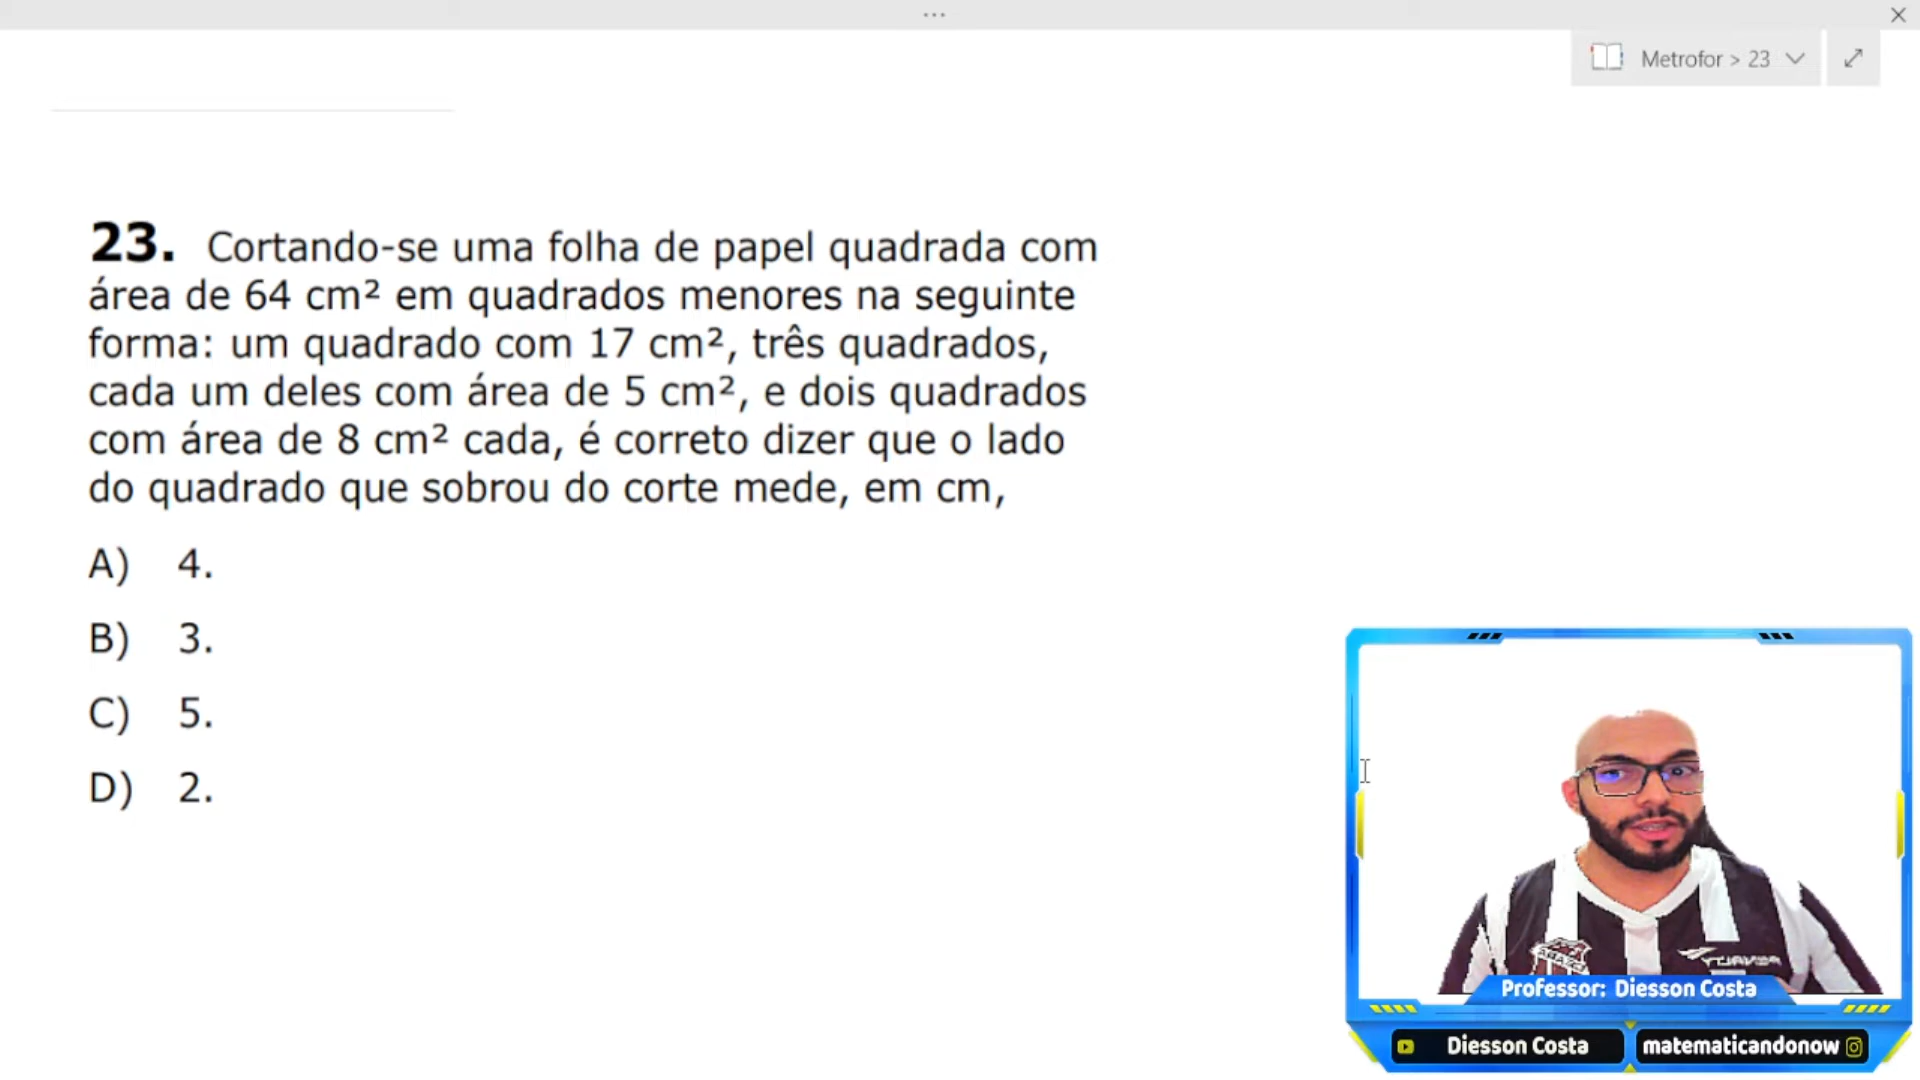 Metrofor > 23
23. Cortando-se uma folha de papel quadrada com
área de 64 cm² em quadrados menores na seguinte
forma: um quadrado com 17 cm², três quadrados,
cada um deles com área de 5 cm², e dois quadrados
com área de 8 cm² cada, é correto dizer que o lado
do quadrado que sobrou do corte mede, em cm,
A) 4.
B) 3.
C) 5.
D) 2.
Professor: Diesson Costa
Diesson Costa
matematicandonow